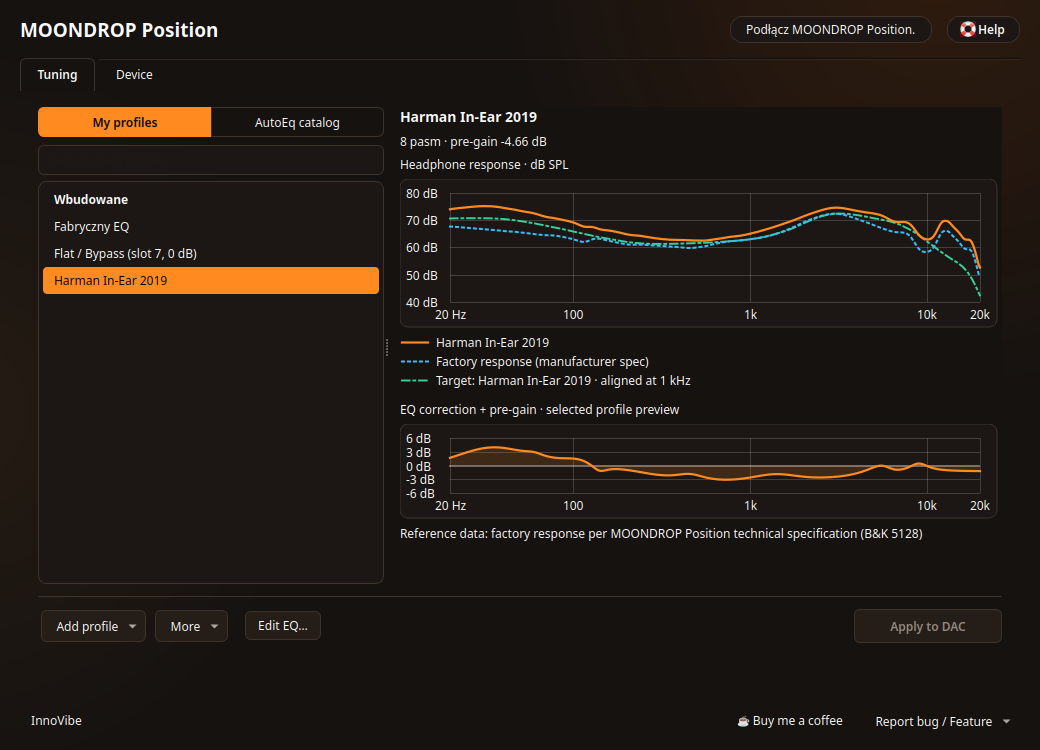 MOONDROP Position
Podłącz MOONDROP Position.
Help
Tuning
Device
My profiles
AutoEq catalog
Wbudowane
Fabryczny EQ
Flat / Bypass (slot 7, 0 dB)
Harman In-Ear 2019
Harman In-Ear 2019
8 pasm · pre-gain -4.66 dB
Headphone response · dB SPL
80 dB
70 dB
60 dB
50 dB
40 dB
20 Hz
100
1k
10k
20k
Harman In-Ear 2019
Factory response (manufacturer spec)
Target: Harman In-Ear 2019 · aligned at 1 kHz
EQ correction + pre-gain · selected profile preview
6 dB
3 dB
0 dB
-3 dB
-6 dB
20 Hz
100
1k
10k
20k
Reference data: factory response per MOONDROP Position technical specification (B&K 5128)
Add profile
More
Edit EQ...
Apply to DAC
InnoVibe
Buy me a coffee
Report bug / Feature